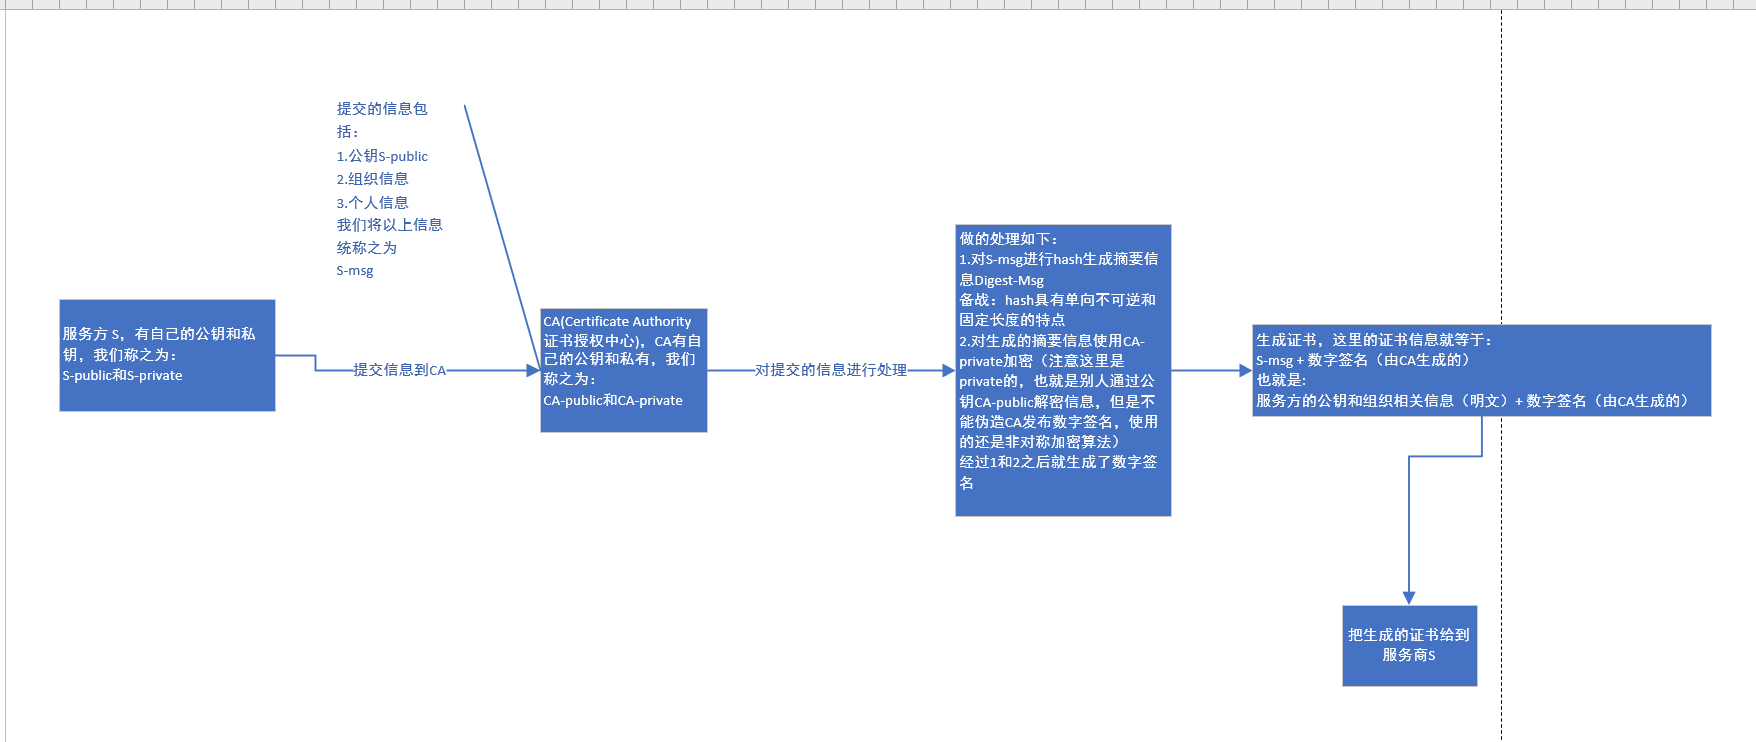 提交的信息包
括：
1.公钥S-public
2.组织信息
3.个人信息
我们将以上信息
统称之为
S-msg
服务方 S，有自己的公钥和私
钥，我们称之为：
S-public和S-private
提交信息到CA
CA(Certificate Authority
证书授权中心)，CA有自
己的公钥和私有，我们
称之为：
CA-public和CA-private
对提交的信息进行处理
做的处理如下：
1.对S-msg进行hash生成摘要信
息Digest-Msg
备战：hash具有单向不可逆和
固定长度的特点
2.对生成的摘要信息使用CA-
private加密（注意这里是
private的，也就是别人通过公
钥CA-public解密信息，但是不
能伪造CA发布数字签名，使用
的还是非对称加密算法）
经过1和2之后就生成了数字签
名
生成证书，这里的证书信息就等于：
S-msg + 数字签名（由CA生成的）
也就是:
服务方的公钥和组织相关信息（明文）+ 数字签名（由CA生成的）
把生成的证书给到
服务商S